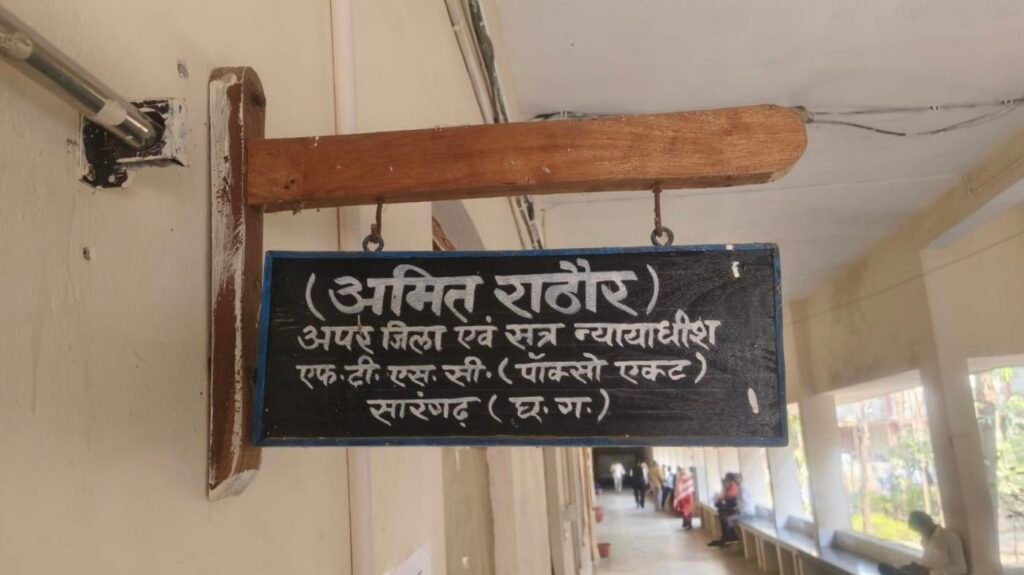 (अमित राठौर)
अपर जिला एवं सत्र न्यायाधीश
एफ.टी.एस.सी.(पॉक्सो एक्ट)
सारंगढ़ (छ.ग.)